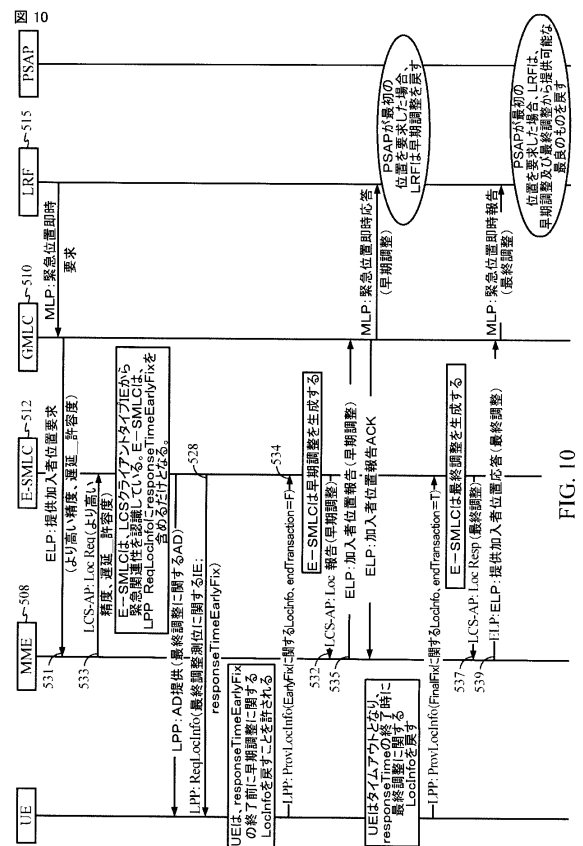 図 10
UE
MME
508
E-SMLC
512
GMLC
510
LRF
515
PSAP
MLP:緊急位置即時
要求
ELP:提供加入者位置要求
(より高い精度、遅延__許容度)
531
LCS-AP: Loc Req (より高い
精度、遅延__許容度)
533
E-SMLCは、LCSクライアントタイプIEから
緊急関連性を認識している。E-SMLCは、
LPP ReqLocInfoにresponseTimeEarlyFixを
含めるだけとなる。
LPP:AD提供(最終調整に関するAD)
528
LPP: ReqLocInfo(最終調整測位に関するIE;
responseTimeEarlyFix)
UEは、responseTimeEarlyFix
の終了前に早期調整に関する
LocInfoを戻すことを許される
534
LPP: ProvLocInfo(EarlyFixに関するLocInfo, endTransaction=F)
E-SMLCは早期調整を生成する
532
LCS-AP: Loc 報告(早期調整)
535
ELP:加入者位置報告(早期調整)
MLP:緊急位置即時応答
(早期調整)
PSAPが最初の
位置を要求した場合、
LRFは早期調整を戻す
ELP:加入者位置報告ACK
UEはタイムアウトとなり、
responseTimeの終了時に
最終調整に関する
LocInfoを戻す
LPP: ProvLocInfo(FinalFixに関するLocInfo, endTransaction=T)
E-SMLCは最終調整を生成する
537
LCS-AP: Loc Resp (最終調整)
539
ELP:ELP:提供加入者位置応答(最終調整)
MLP:緊急位置即時報告
(最終調整)
PSAPが最初の
位置を要求した場合、LRFは、
早期調整及び最終調整から提供可能な
最良のものを戻す
FIG. 10